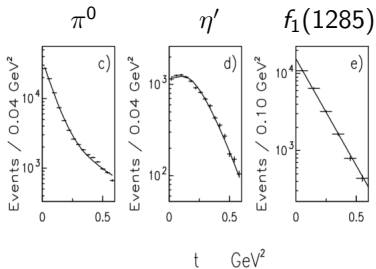 π⁰ η′ f₁(1285)
c) d) e)
Events / 0.04 GeV²
10⁴
10³
0 0.5
Events / 0.04 GeV²
10³
10²
0 0.5
Events / 0.10 GeV²
10⁴
10³
0 0.5
t GeV²